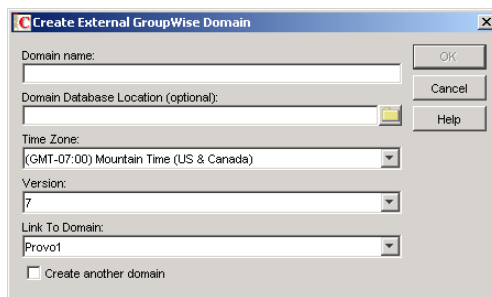 Create External GroupWise Domain
Domain name:
OK
Domain Database Location (optional):
Cancel
Help
Time Zone:
(GMT-07:00) Mountain Time (US & Canada)
Version:
7
Link To Domain:
Provo1
Create another domain